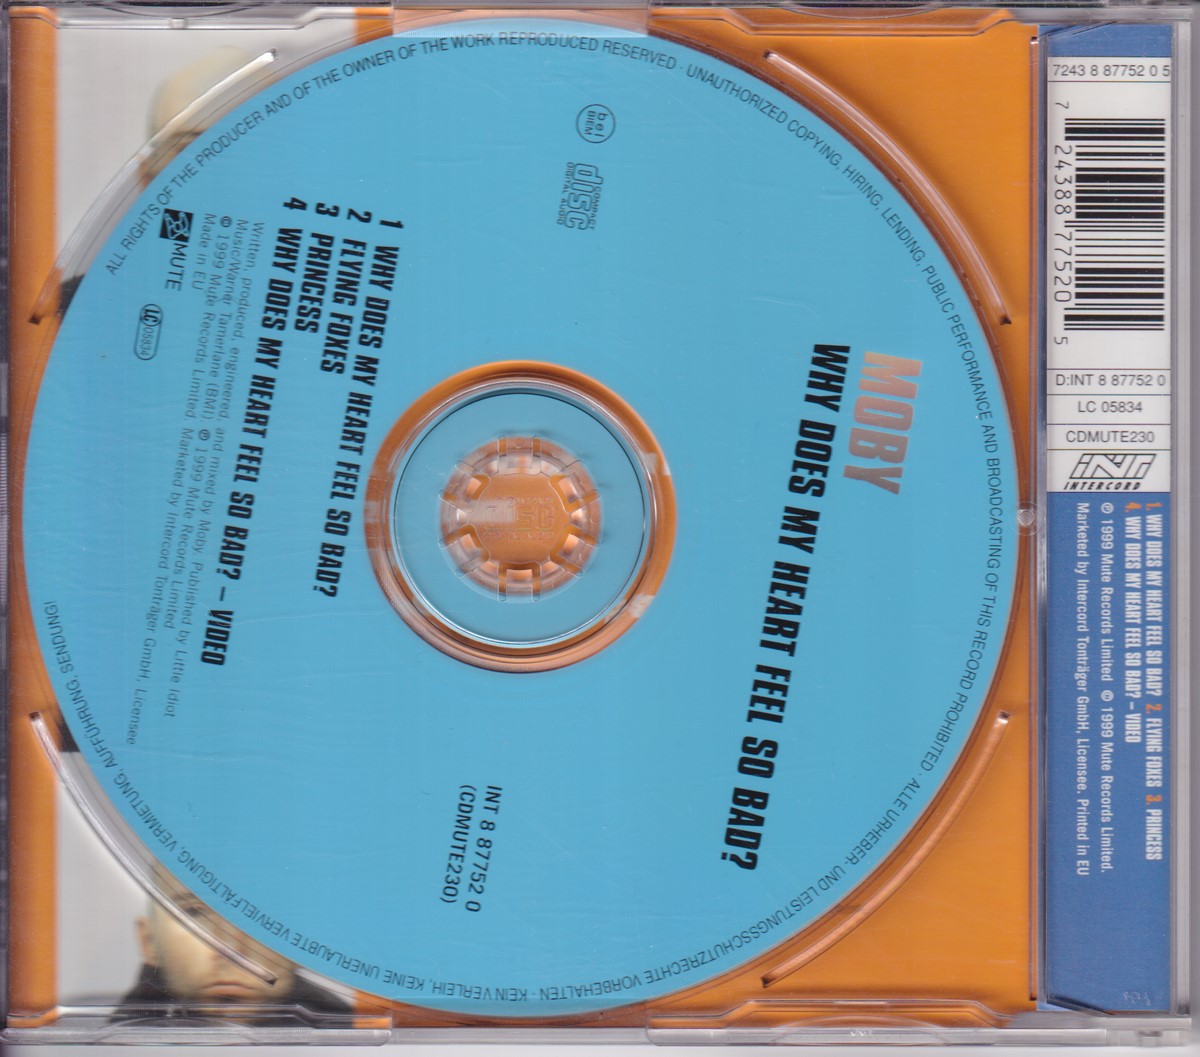 MOBY
WHY DOES MY HEART FEEL SO BAD?
bel
BIEM
COMPACT
disc
DIGITAL AUDIO
INT 8 87752 0
(CDMUTE230)
1 WHY DOES MY HEART FEEL SO BAD?
2 FLYING FOXES
3 PRINCESS
4 WHY DOES MY HEART FEEL SO BAD? – VIDEO
Written, produced, engineered, and mixed by Moby. Published by Little Idiot
Music/Warner Tamerlane (BMI). ℗ 1999 Mute Records Limited
© 1999 Mute Records Limited. Marketed by Intercord Tonträger GmbH, Licensee
Made in EU
MUTE
LC 05834
ALL RIGHTS OF THE PRODUCER AND OF THE OWNER OF THE WORK REPRODUCED RESERVED · UNAUTHORIZED COPYING, HIRING, LENDING, PUBLIC PERFORMANCE AND BROADCASTING OF THIS RECORD PROHIBITED · ALLE URHEBER- UND LEISTUNGSSCHUTZRECHTE VORBEHALTEN · KEIN VERLEIH, KEINE UNERLAUBTE VERVIELFÄLTIGUNG, VERMIETUNG, AUFFÜHRUNG, SENDUNG!
7243 8 87752 0 5
7 24388 77520 5
D:INT 8 87752 0
LC 05834
CDMUTE230
INT
INTERCORD
1. WHY DOES MY HEART FEEL SO BAD? 2. FLYING FOXES 3. PRINCESS
4. WHY DOES MY HEART FEEL SO BAD? – VIDEO
℗ 1999 Mute Records Limited © 1999 Mute Records Limited.
Marketed by Intercord Tonträger GmbH, Licensee. Printed in EU